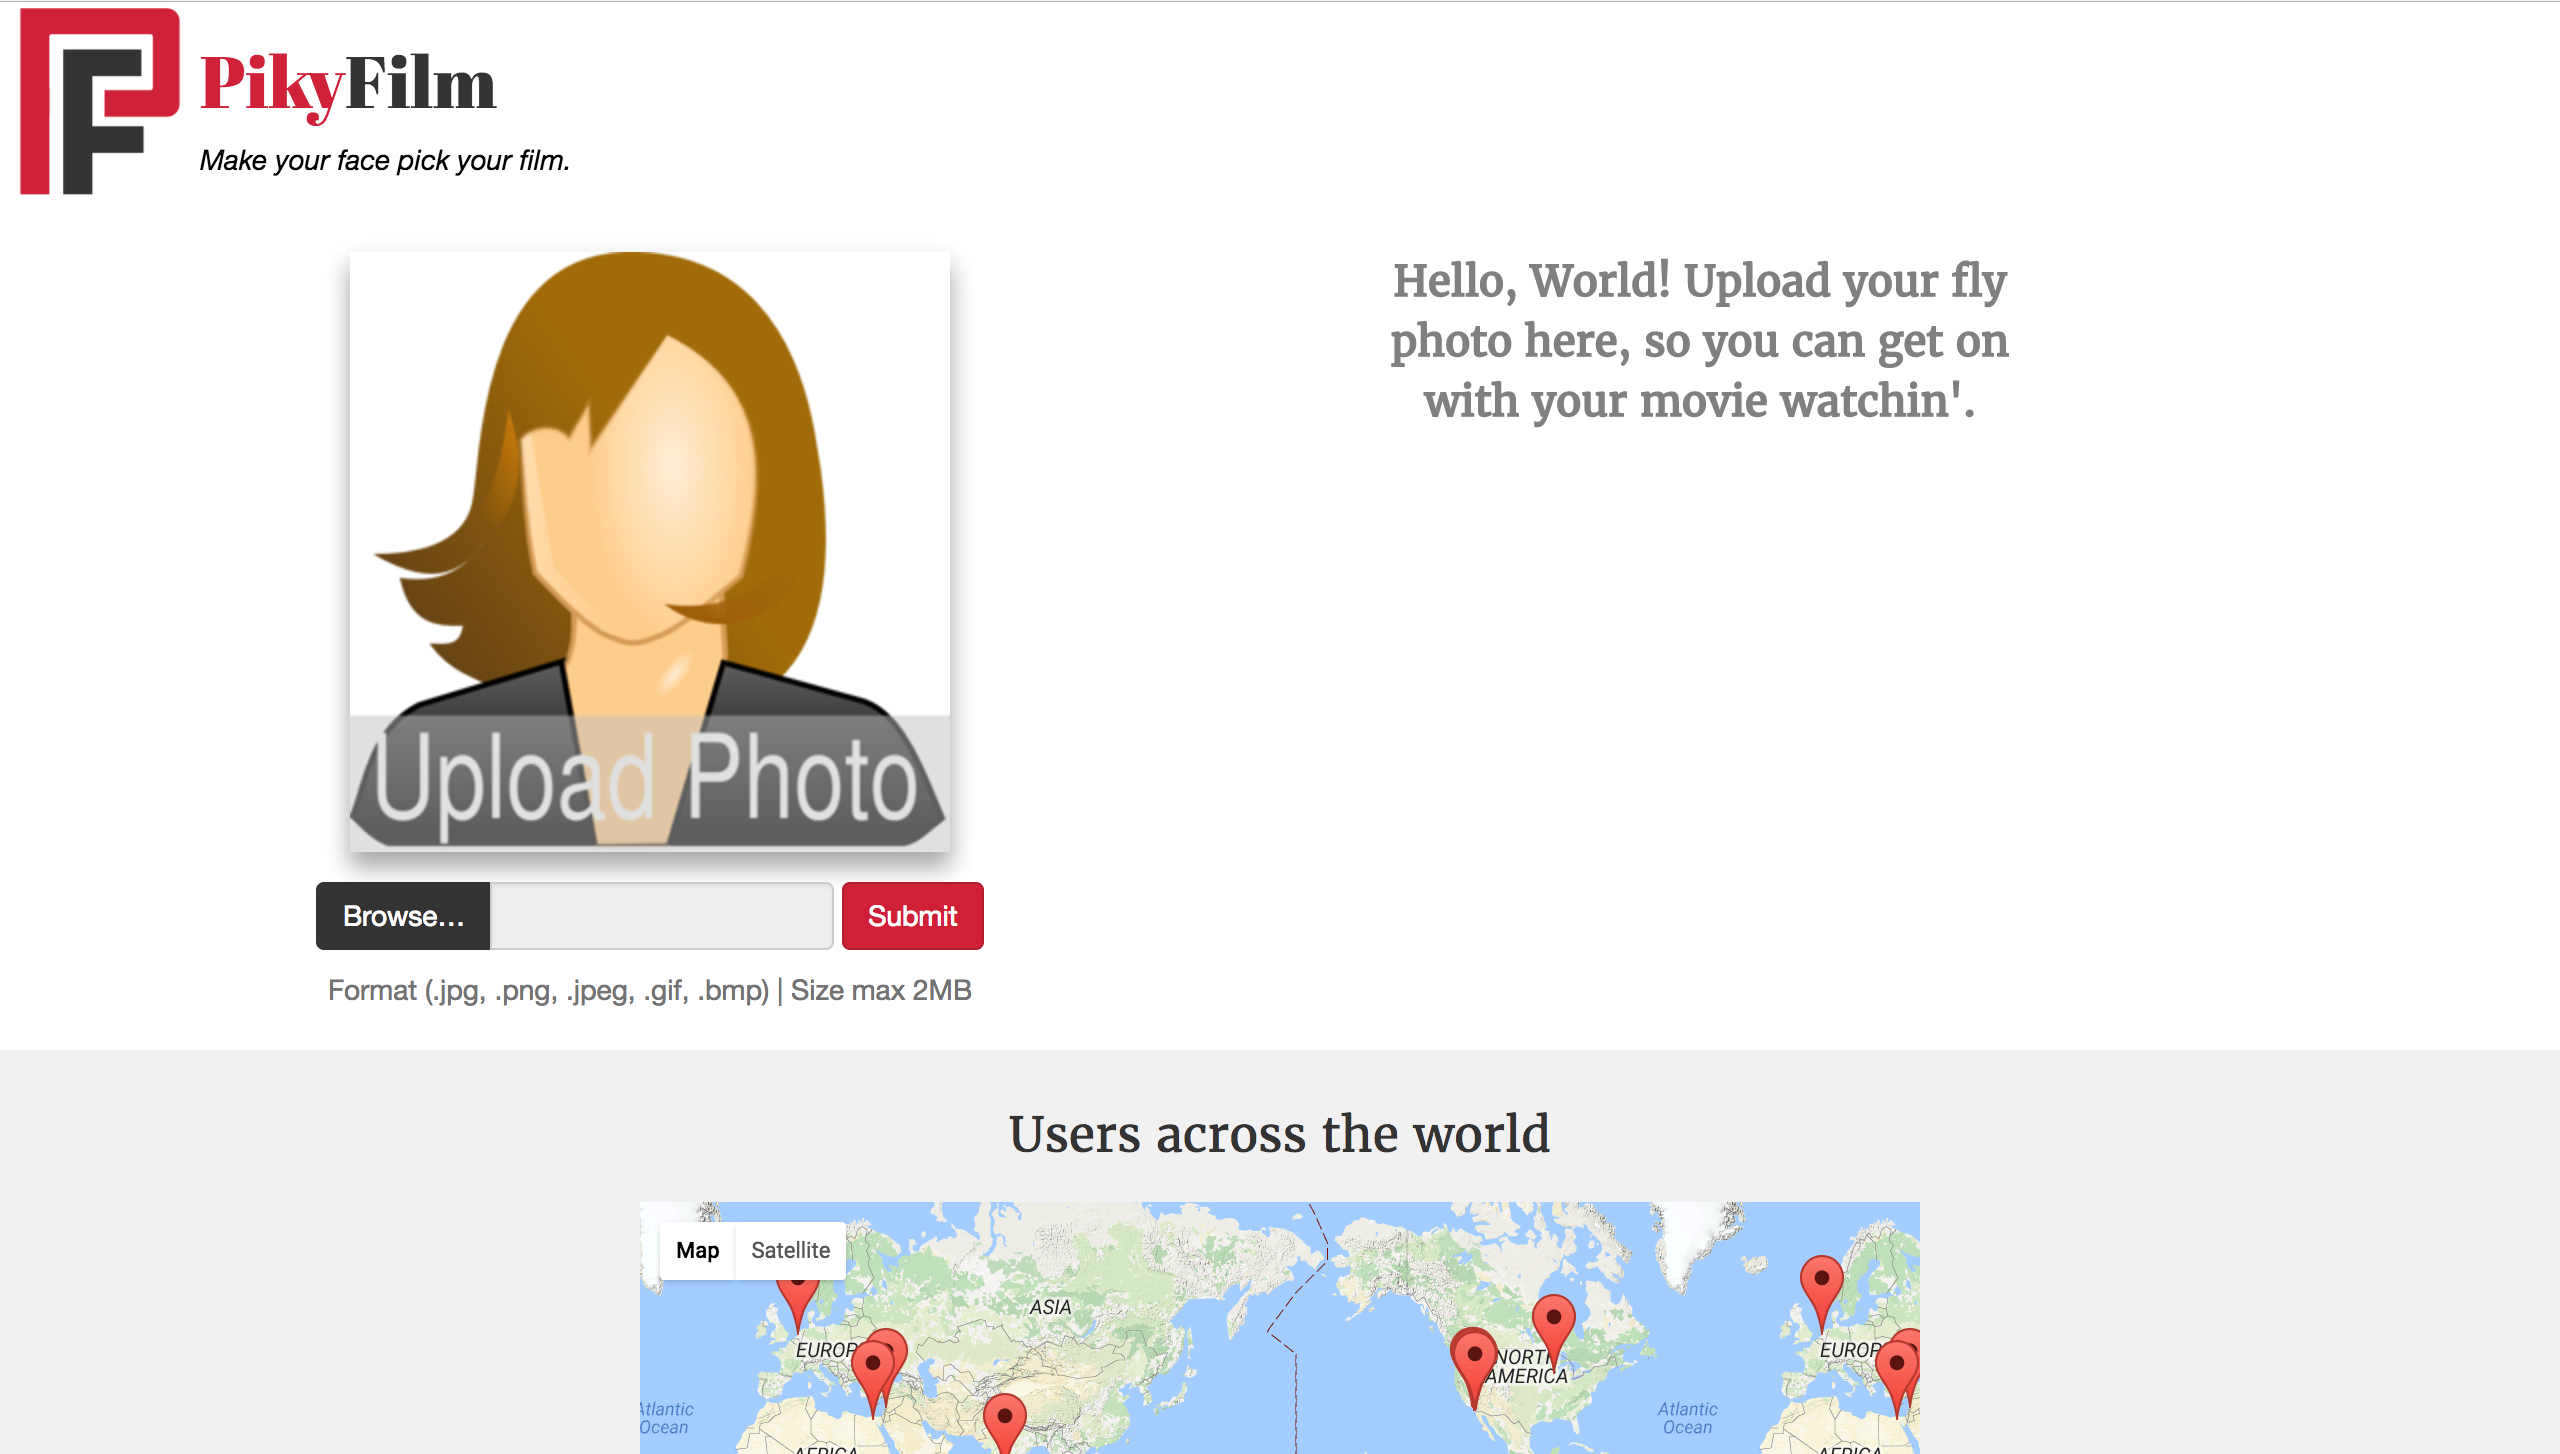 PF
PikyFilm
Make your face pick your film.
Hello, World! Upload your fly
photo here, so you can get on
with your movie watchin'.
Upload Photo
Browse...
Submit
Format (.jpg, .png, .jpeg, .gif, .bmp) | Size max 2MB
Users across the world
Map
Satellite
ASIA
NORTH
AMERICA
Atlantic
Ocean
Atlantic
Ocean
AFRICA
AFRICA